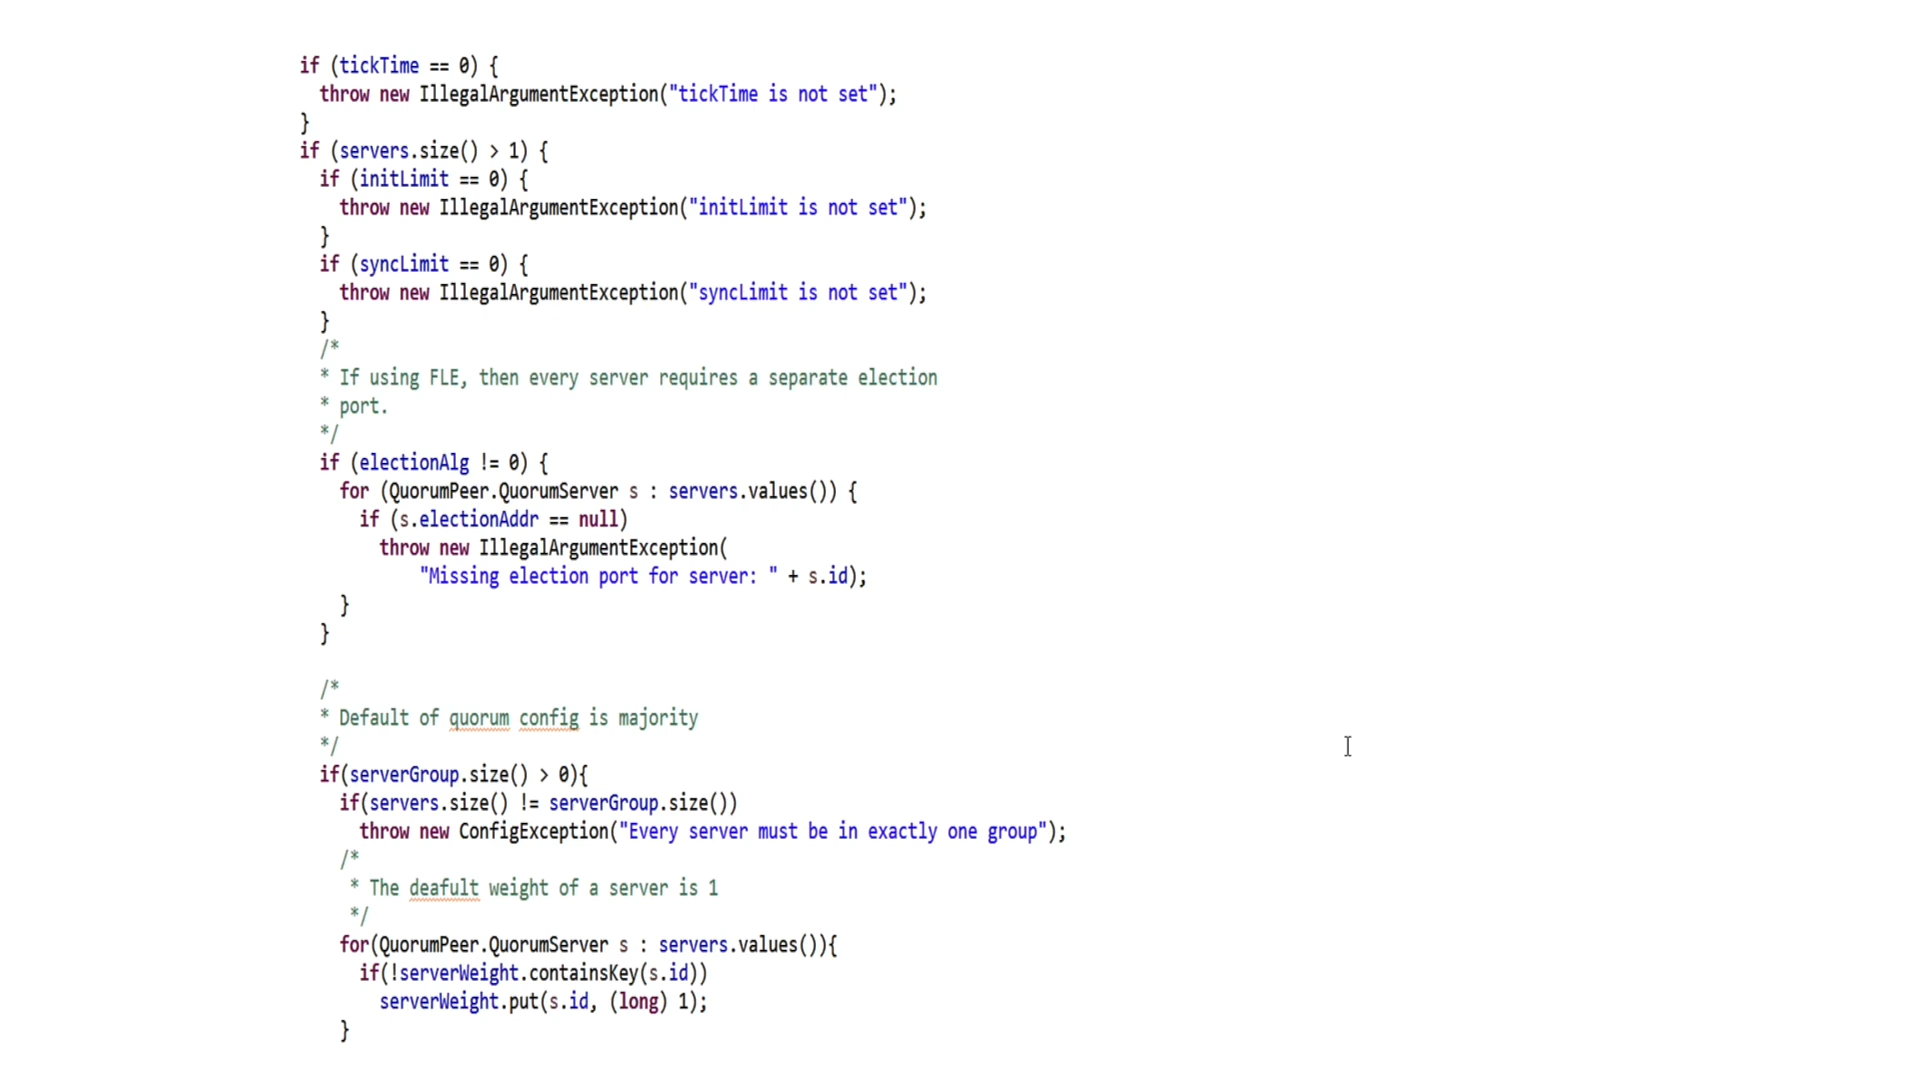 if (tickTime == 0) {
  throw new IllegalArgumentException("tickTime is not set");
}
if (servers.size() > 1) {
  if (initLimit == 0) {
    throw new IllegalArgumentException("initLimit is not set");
  }
  if (syncLimit == 0) {
    throw new IllegalArgumentException("syncLimit is not set");
  }
  /*
  * If using FLE, then every server requires a separate election
  * port.
  */
  if (electionAlg != 0) {
    for (QuorumPeer.QuorumServer s : servers.values()) {
      if (s.electionAddr == null)
        throw new IllegalArgumentException(
            "Missing election port for server: " + s.id);
    }
  }

  /*
  * Default of quorum config is majority
  */
  if(serverGroup.size() > 0){
    if(servers.size() != serverGroup.size())
      throw new ConfigException("Every server must be in exactly one group");
    /*
     * The deafult weight of a server is 1
     */
    for(QuorumPeer.QuorumServer s : servers.values()){
      if(!serverWeight.containsKey(s.id))
        serverWeight.put(s.id, (long) 1);
    }